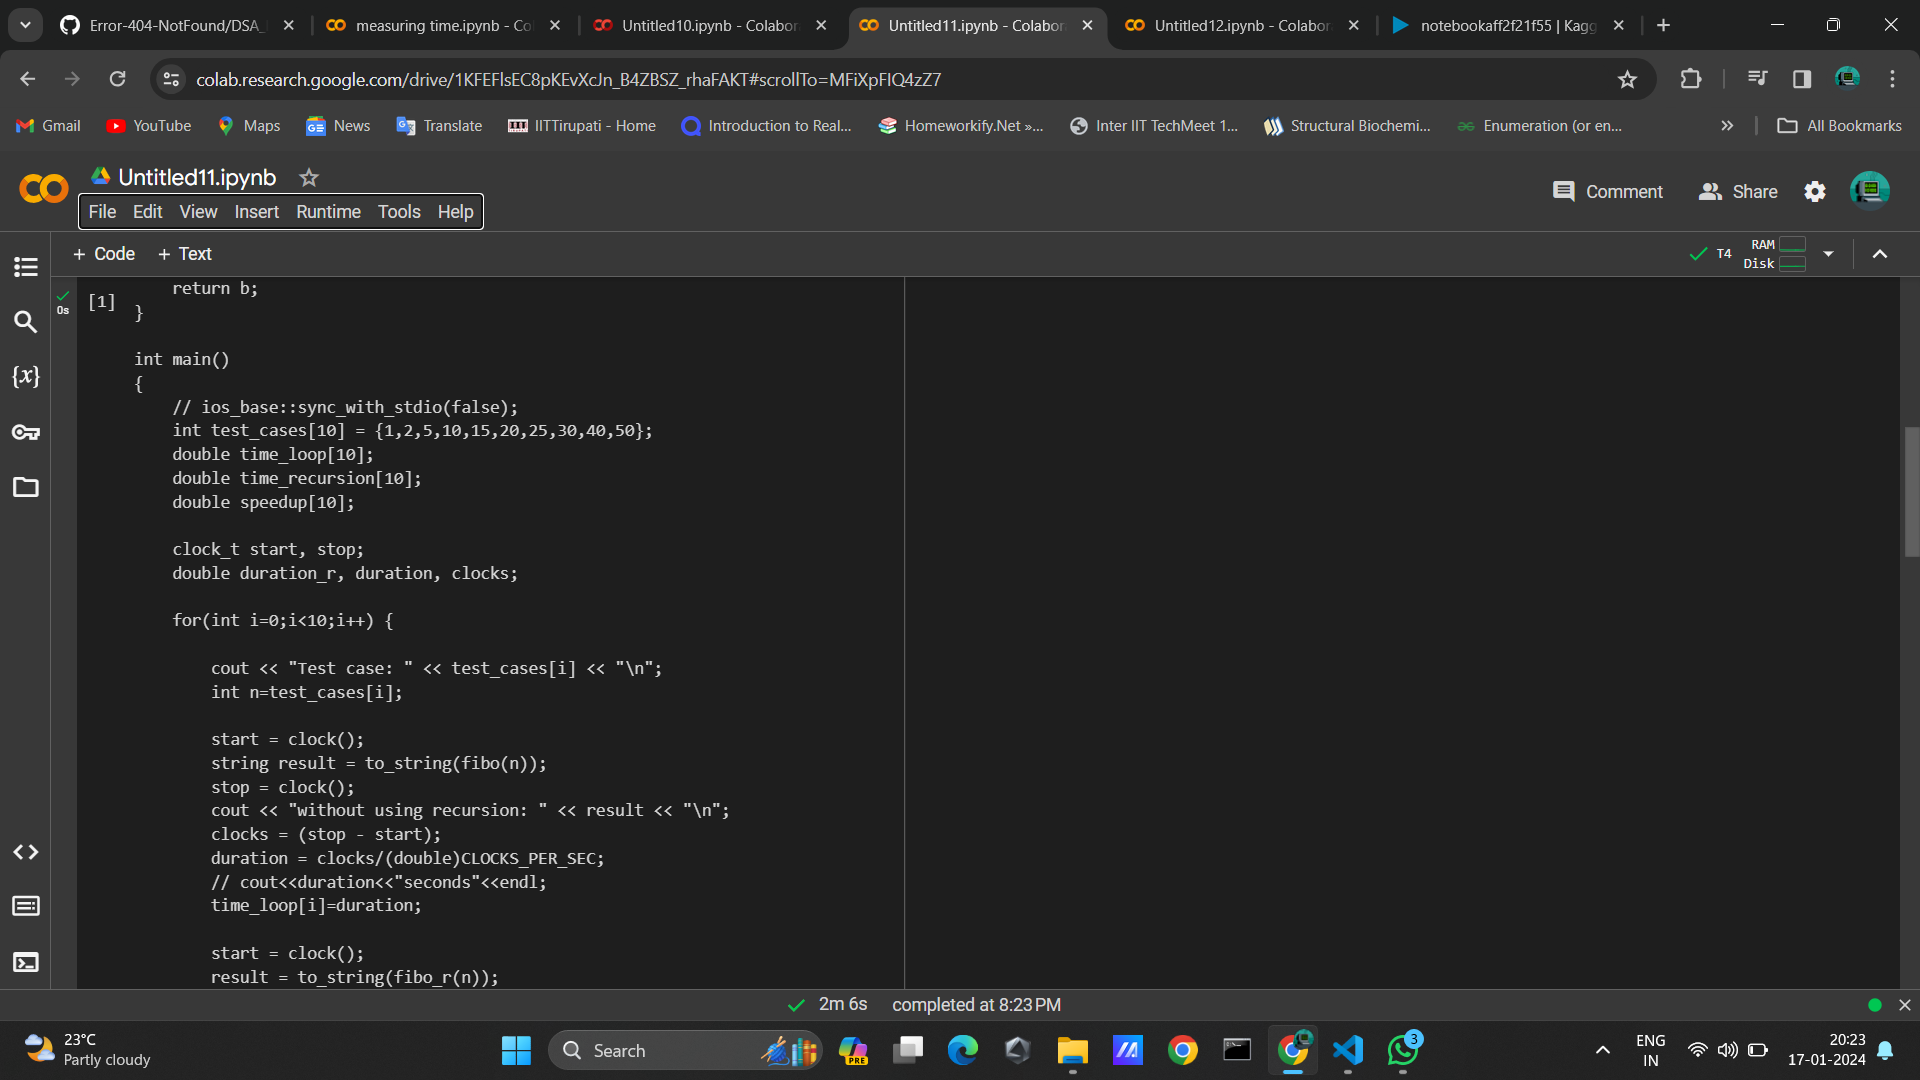 Error-404-NotFound/DSA_
measuring time.ipynb - Co
Untitled10.ipynb - Colabor
Untitled11.ipynb - Colabor
Untitled12.ipynb - Colabor
notebookaff2f21f55 | Kagg
colab.research.google.com/drive/1KFEFlsEC8pKEvXcJn_B4ZBSZ_rhaFAKT#scrollTo=MFiXpFIQ4zZ7
Gmail YouTube Maps News Translate IITTirupati - Home Introduction to Real... Homeworkify.Net »... Inter IIT TechMeet 1... Structural Biochemi... Enumeration (or en... All Bookmarks
Untitled11.ipynb
Comment Share
File Edit View Insert Runtime Tools Help
+ Code + Text
T4 RAM
Disk
return b;
[1]
0s
}
int main()
{
// ios_base::sync_with_stdio(false);
int test_cases[10] = {1,2,5,10,15,20,25,30,40,50};
double time_loop[10];
double time_recursion[10];
double speedup[10];
clock_t start, stop;
double duration_r, duration, clocks;
for(int i=0;i<10;i++) {
cout << "Test case: " << test_cases[i] << "\n";
int n=test_cases[i];
start = clock();
string result = to_string(fibo(n));
stop = clock();
cout << "without using recursion: " << result << "\n";
clocks = (stop - start);
duration = clocks/(double)CLOCKS_PER_SEC;
// cout<<duration<<"seconds"<<endl;
time_loop[i]=duration;
start = clock();
result = to_string(fibo_r(n));
{x}
2m 6s completed at 8:23 PM
23°C
Partly cloudy
Search
PRE
3
ENG
IN
20:23
17-01-2024